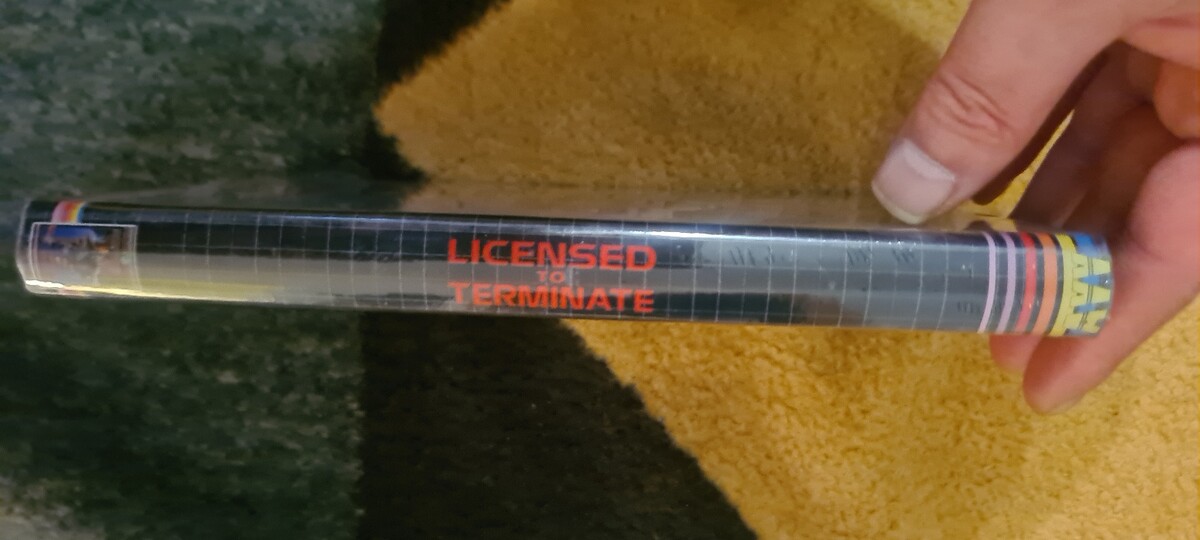 LICENSED
TO
TERMINATE